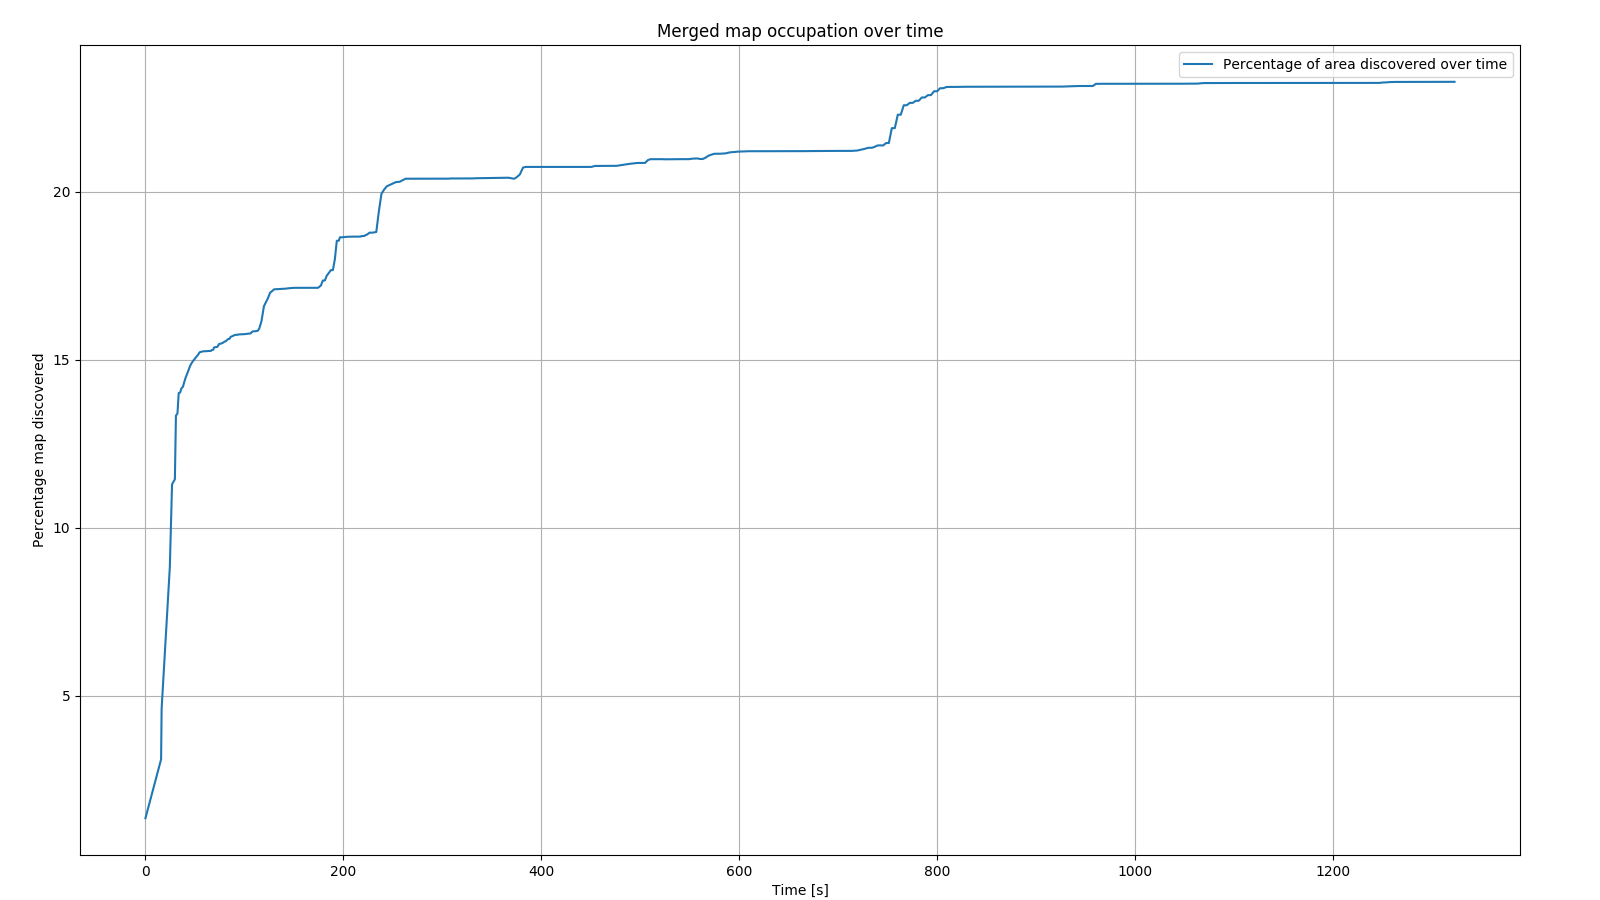 Merged map occupation over time
Percentage of area discovered over time
Percentage map discovered
20
15
10
5
0 200 400 600 800 1000 1200
Time [s]